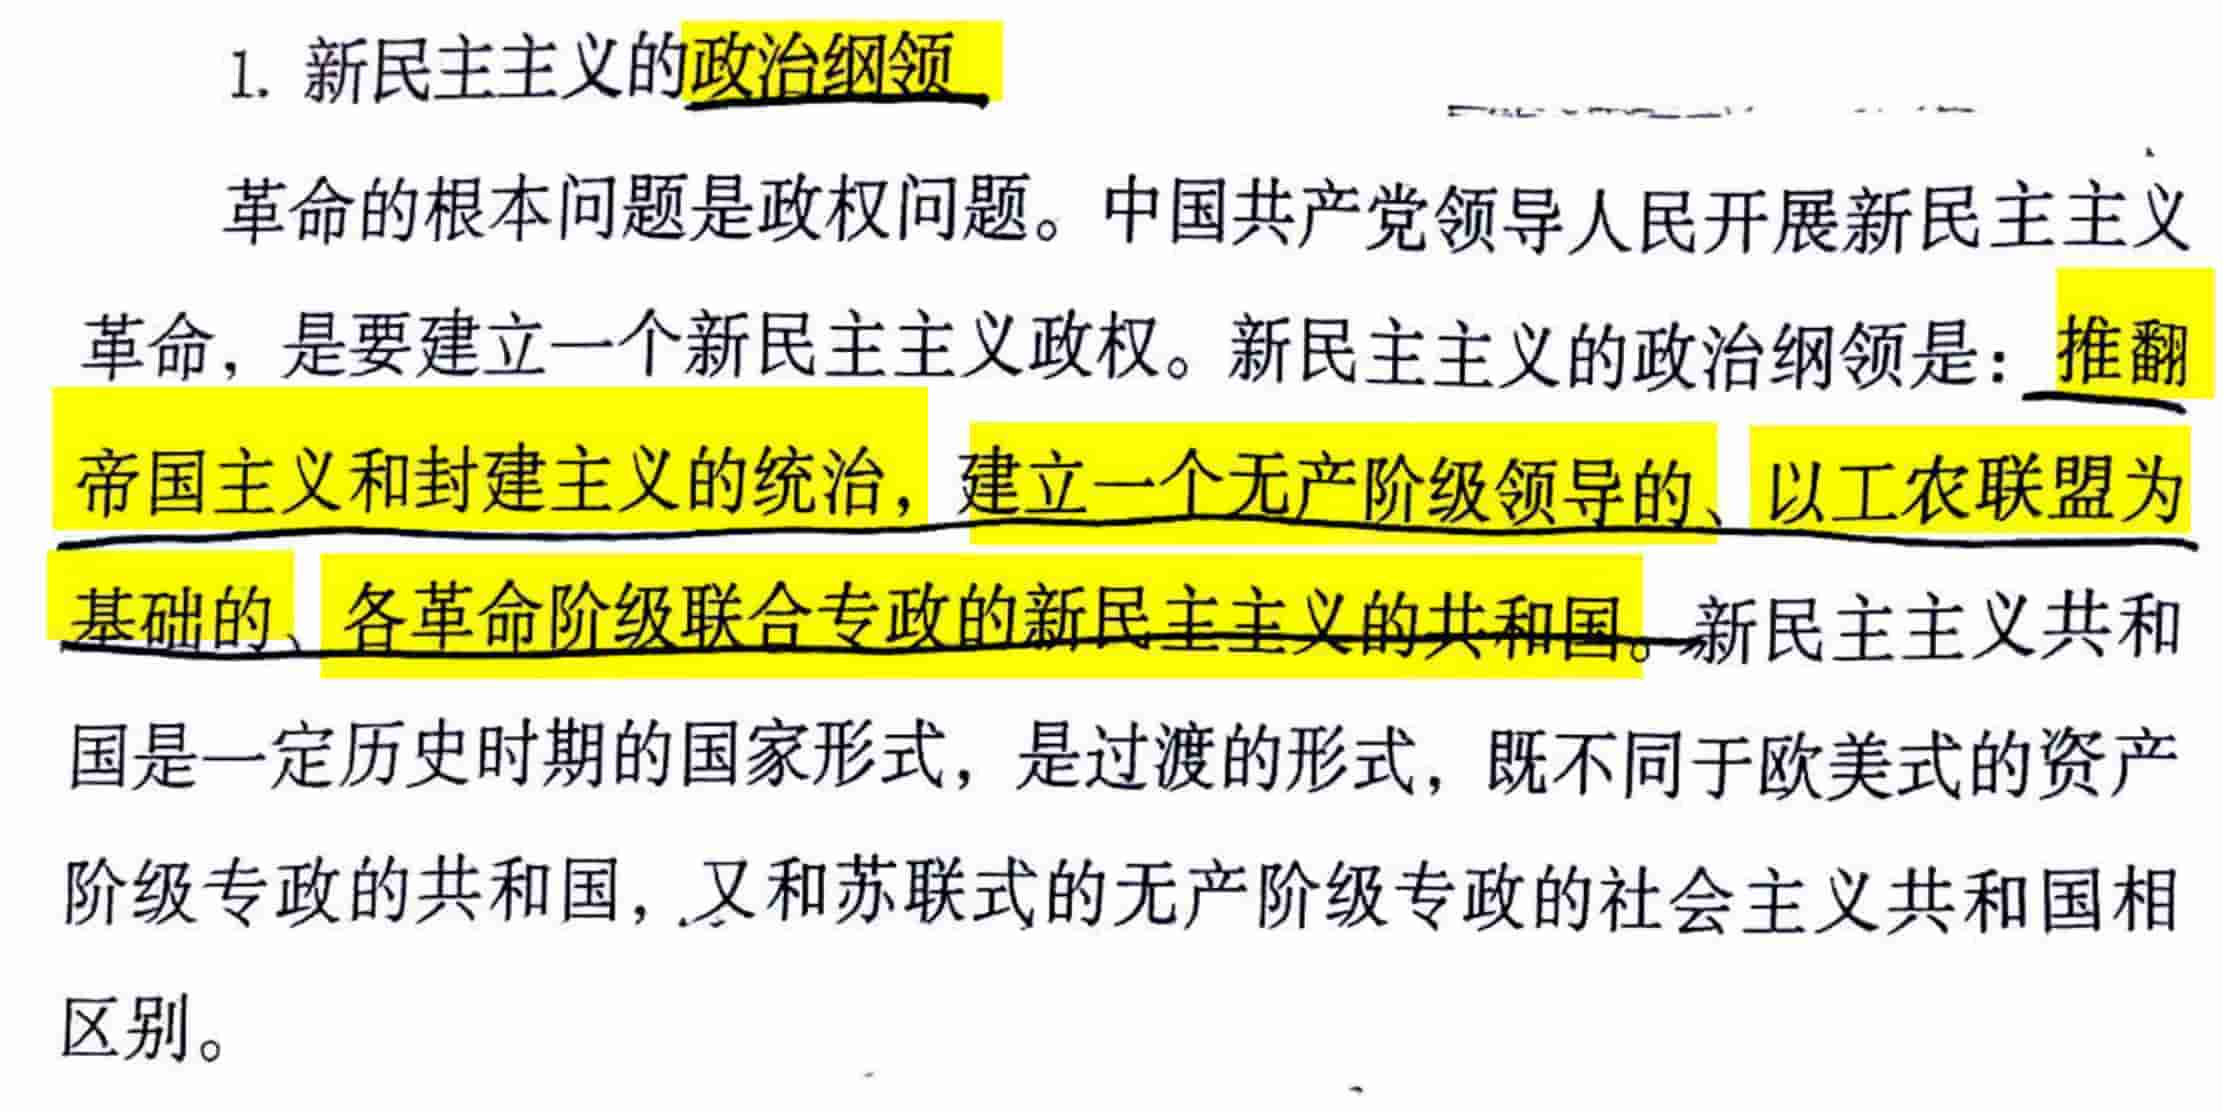 1. 新民主主义的政治纲领
革命的根本问题是政权问题。中国共产党领导人民开展新民主主义
革命，是要建立一个新民主主义政权。新民主主义的政治纲领是：推翻
帝国主义和封建主义的统治，建立一个无产阶级领导的、以工农联盟为
基础的、各革命阶级联合专政的新民主主义的共和国。新民主主义共和
国是一定历史时期的国家形式，是过渡的形式，既不同于欧美式的资产
阶级专政的共和国，又和苏联式的无产阶级专政的社会主义共和国相
区别。